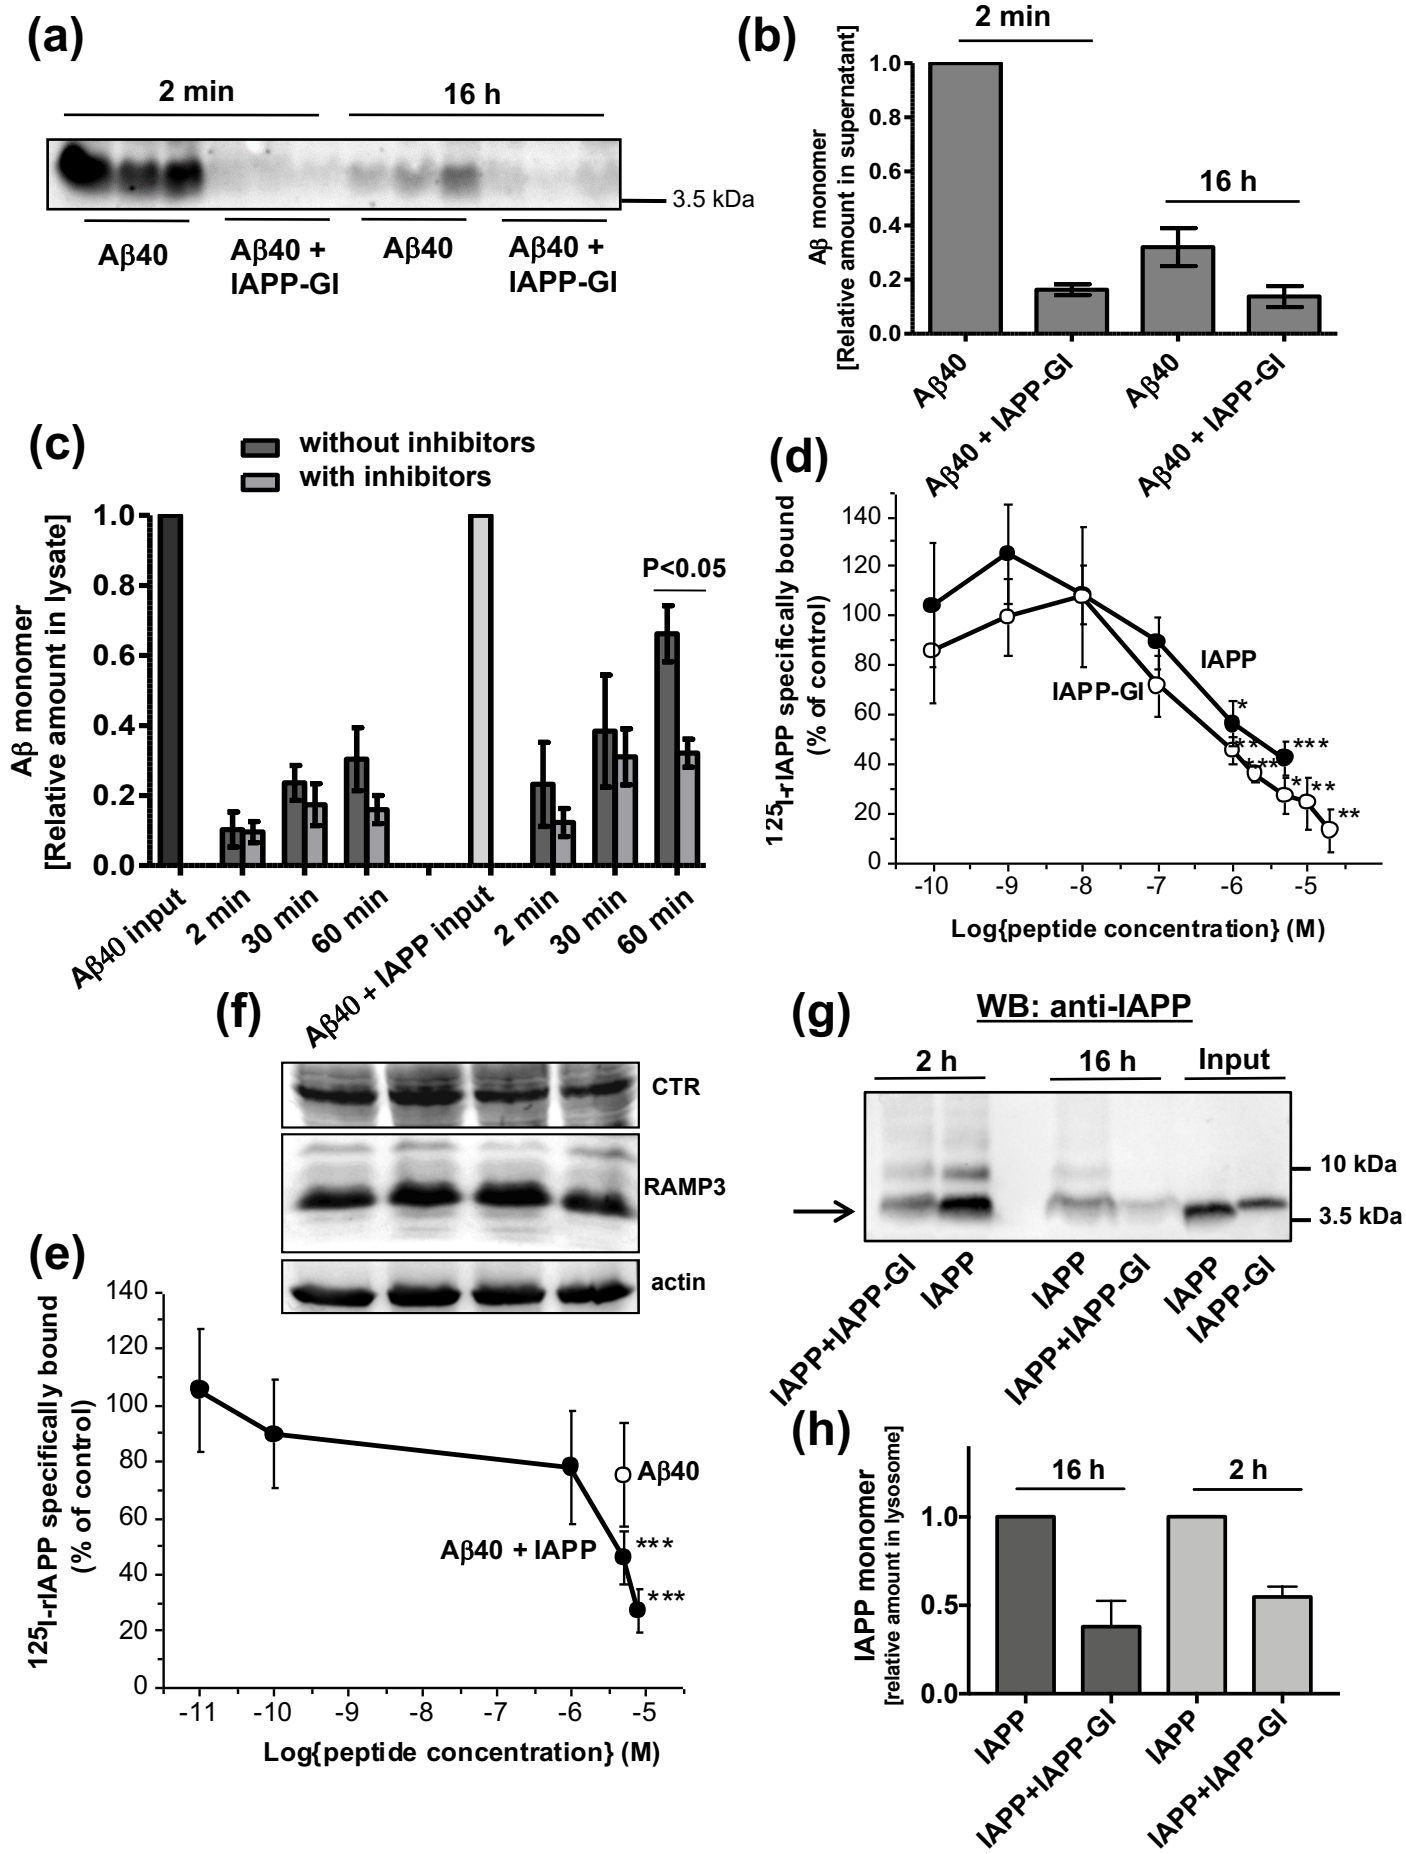 (a)
2 min
16 h
3.5 kDa
Aβ40
Aβ40 +
IAPP-GI
Aβ40
Aβ40 +
IAPP-GI
(b)
2 min
16 h
Aβ monomer
[Relative amount in supernatant]
1.0
0.8
0.6
0.4
0.2
0.0
Aβ40
Aβ40 + IAPP-GI
Aβ40
Aβ40 + IAPP-GI
(c)
without inhibitors
with inhibitors
Aβ monomer
[Relative amount in lysate]
1.0
0.8
0.6
0.4
0.2
0.0
P<0.05
Aβ40 input
2 min
30 min
60 min
Aβ40 + IAPP input
2 min
30 min
60 min
(d)
125I-rIAPP specifically bound
(% of control)
140
120
100
80
60
40
20
0
IAPP
IAPP-GI
*
***
**
***
*
**
**
-10
-9
-8
-7
-6
-5
Log{peptide concentration} (M)
(f)
CTR
RAMP3
actin
(e)
125I-rIAPP specifically bound
(% of control)
140
120
100
80
60
40
20
0
Aβ40
Aβ40 + IAPP
***
***
-11
-10
-9
-8
-7
-6
-5
Log{peptide concentration} (M)
(g)
WB: anti-IAPP
2 h
16 h
Input
10 kDa
3.5 kDa
IAPP+IAPP-GI
IAPP
IAPP
IAPP+IAPP-GI
IAPP
IAPP-GI
(h)
IAPP monomer
[relative amount in lysosome]
1.0
0.5
0.0
16 h
2 h
IAPP
IAPP+IAPP-GI
IAPP
IAPP+IAPP-GI